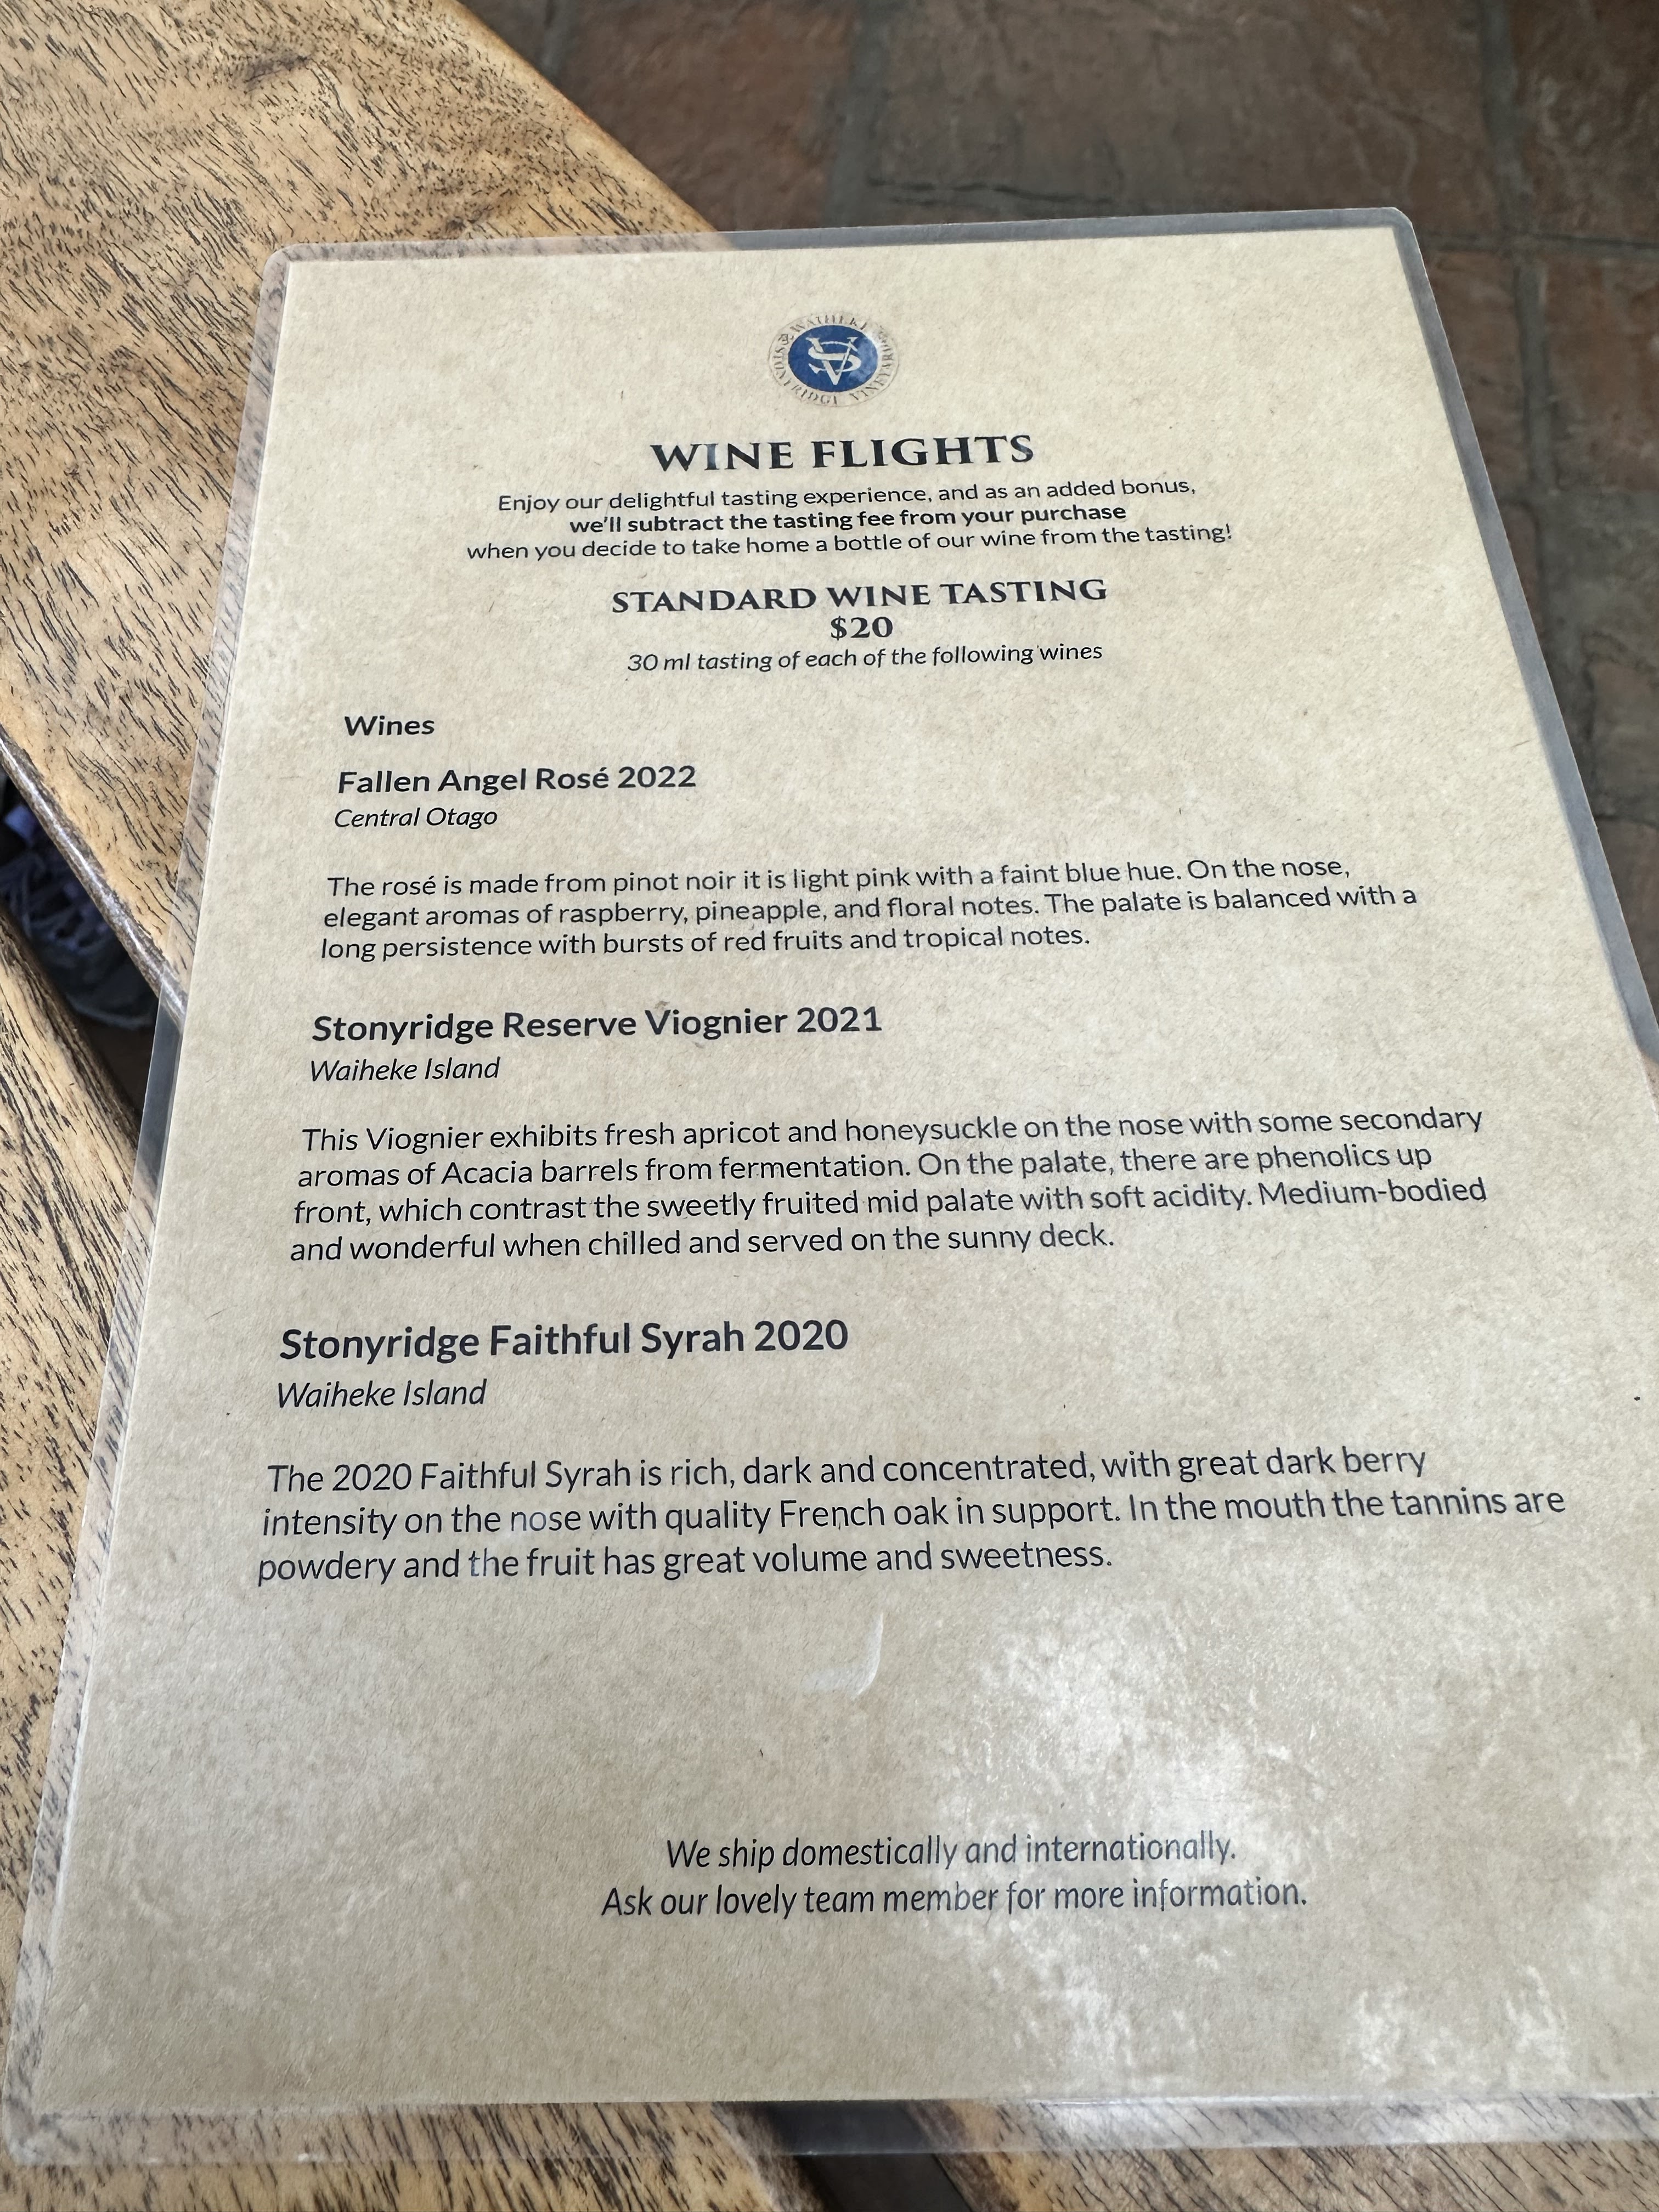 WAIHEKE
STONYRIDGE VINEYARD
WINE FLIGHTS
Enjoy our delightful tasting experience, and as an added bonus,
we'll subtract the tasting fee from your purchase
when you decide to take home a bottle of our wine from the tasting!
STANDARD WINE TASTING
$20
30 ml tasting of each of the following wines
Wines
Fallen Angel Rosé 2022
Central Otago
The rosé is made from pinot noir it is light pink with a faint blue hue. On the nose,
elegant aromas of raspberry, pineapple, and floral notes. The palate is balanced with a
long persistence with bursts of red fruits and tropical notes.
Stonyridge Reserve Viognier 2021
Waiheke Island
This Viognier exhibits fresh apricot and honeysuckle on the nose with some secondary
aromas of Acacia barrels from fermentation. On the palate, there are phenolics up
front, which contrast the sweetly fruited mid palate with soft acidity. Medium-bodied
and wonderful when chilled and served on the sunny deck.
Stonyridge Faithful Syrah 2020
Waiheke Island
The 2020 Faithful Syrah is rich, dark and concentrated, with great dark berry
intensity on the nose with quality French oak in support. In the mouth the tannins are
powdery and the fruit has great volume and sweetness.
We ship domestically and internationally.
Ask our lovely team member for more information.